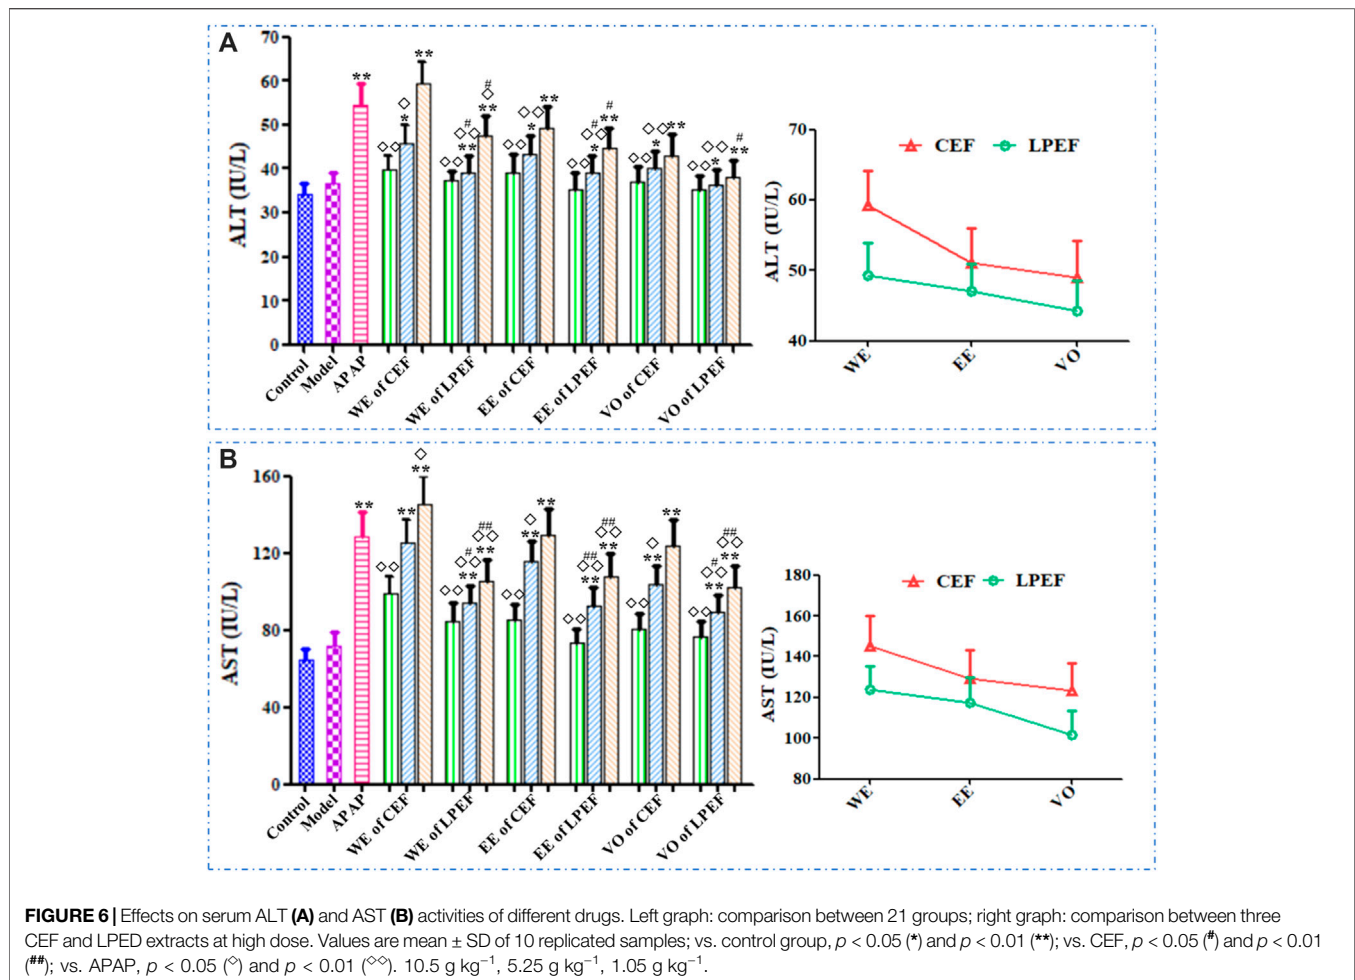 A
70
60
50
40
30
20
10
0
ALT (IU/L)
**
◇◇
◇
*
**
◇◇
#
◇◇
**
#
◇
**
◇◇
◇◇
*
**
◇◇
#
◇◇
*
#
**
◇◇
◇◇
*
**
◇◇
◇◇
*
#
**
Control
Model
APAP
WE of CEF
WE of LPEF
EE of CEF
EE of LPEF
VO of CEF
VO of LPEF
CEF LPEF
70
60
50
40
ALT (IU/L)
WE
EE
VO
B
160
120
80
40
0
AST (IU/L)
**
◇◇
**
◇
**
◇◇
#
◇◇
**
##
◇◇
**
◇◇
◇
**
**
◇◇
##
◇◇
**
##
◇◇
**
◇◇
◇
**
**
◇◇
#
◇◇
**
##
◇◇
**
Control
Model
APAP
WE of CEF
WE of LPEF
EE of CEF
EE of LPEF
VO of CEF
VO of LPEF
CEF LPEF
180
160
140
120
100
80
AST (IU/L)
WE
EE
VO
FIGURE 6 | Effects on serum ALT (A) and AST (B) activities of different drugs. Left graph: comparison between 21 groups; right graph: comparison between three
CEF and LPED extracts at high dose. Values are mean ± SD of 10 replicated samples; vs. control group, p < 0.05 (*) and p < 0.01 (**); vs. CEF, p < 0.05 (#) and p < 0.01
(##); vs. APAP, p < 0.05 (◇) and p < 0.01 (◇◇). 10.5 g kg⁻¹, 5.25 g kg⁻¹, 1.05 g kg⁻¹.